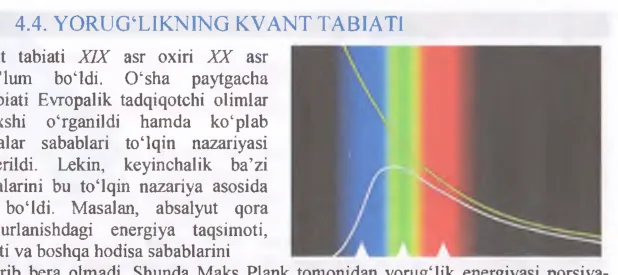 4.4. YORUG‘LIKNING KVANT TABIATI
t tabiati XIX asr oxiri XX asr
‘lum bo‘ldi. O‘sha paytgacha
biati Evropalik tadqiqotchi olimlar
xshi o‘rganildi hamda ko‘plab
alar sabablari to‘lqin nazariyasi
erildi. Lekin, keyinchalik ba’zi
alarini bu to‘lqin nazariya asosida
bo‘ldi. Masalan, absalyut qora
urlanishdagi energiya taqsimoti,
ti va boshqa hodisa sabablarini
rib bera olmadi. Shunda Maks Plank tomonidan yorug‘lik energiyasi porsiya-